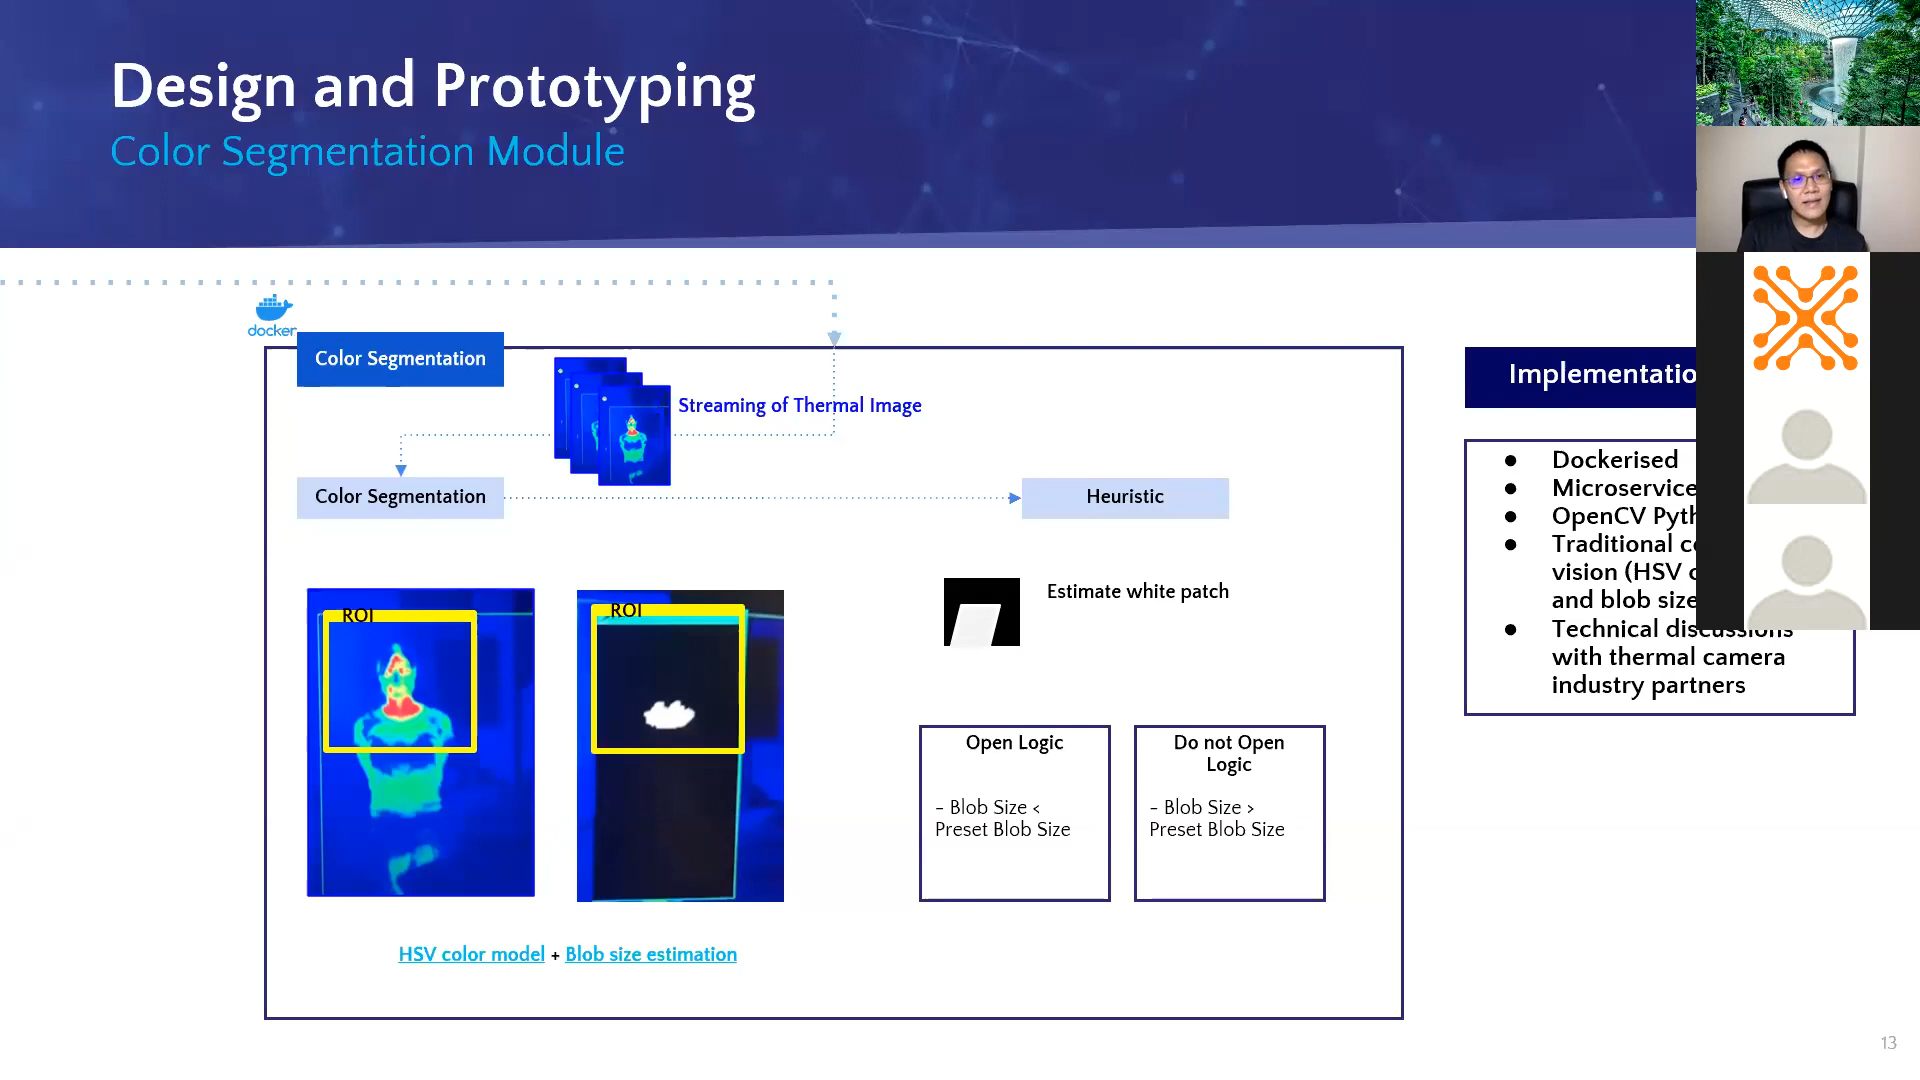 Design and Prototyping
Color Segmentation Module
docker
Color Segmentation
Streaming of Thermal Image
Color Segmentation
Heuristic
ROI
ROI
Estimate white patch
Open Logic
- Blob Size <
Preset Blob Size
Do not Open
Logic
- Blob Size >
Preset Blob Size
HSV color model + Blob size estimation
Implementatio
● Dockerised
● Microservice
● OpenCV
● Traditional
vision (HSV
and blob size
● Technical discussions
with thermal camera
industry partners
13